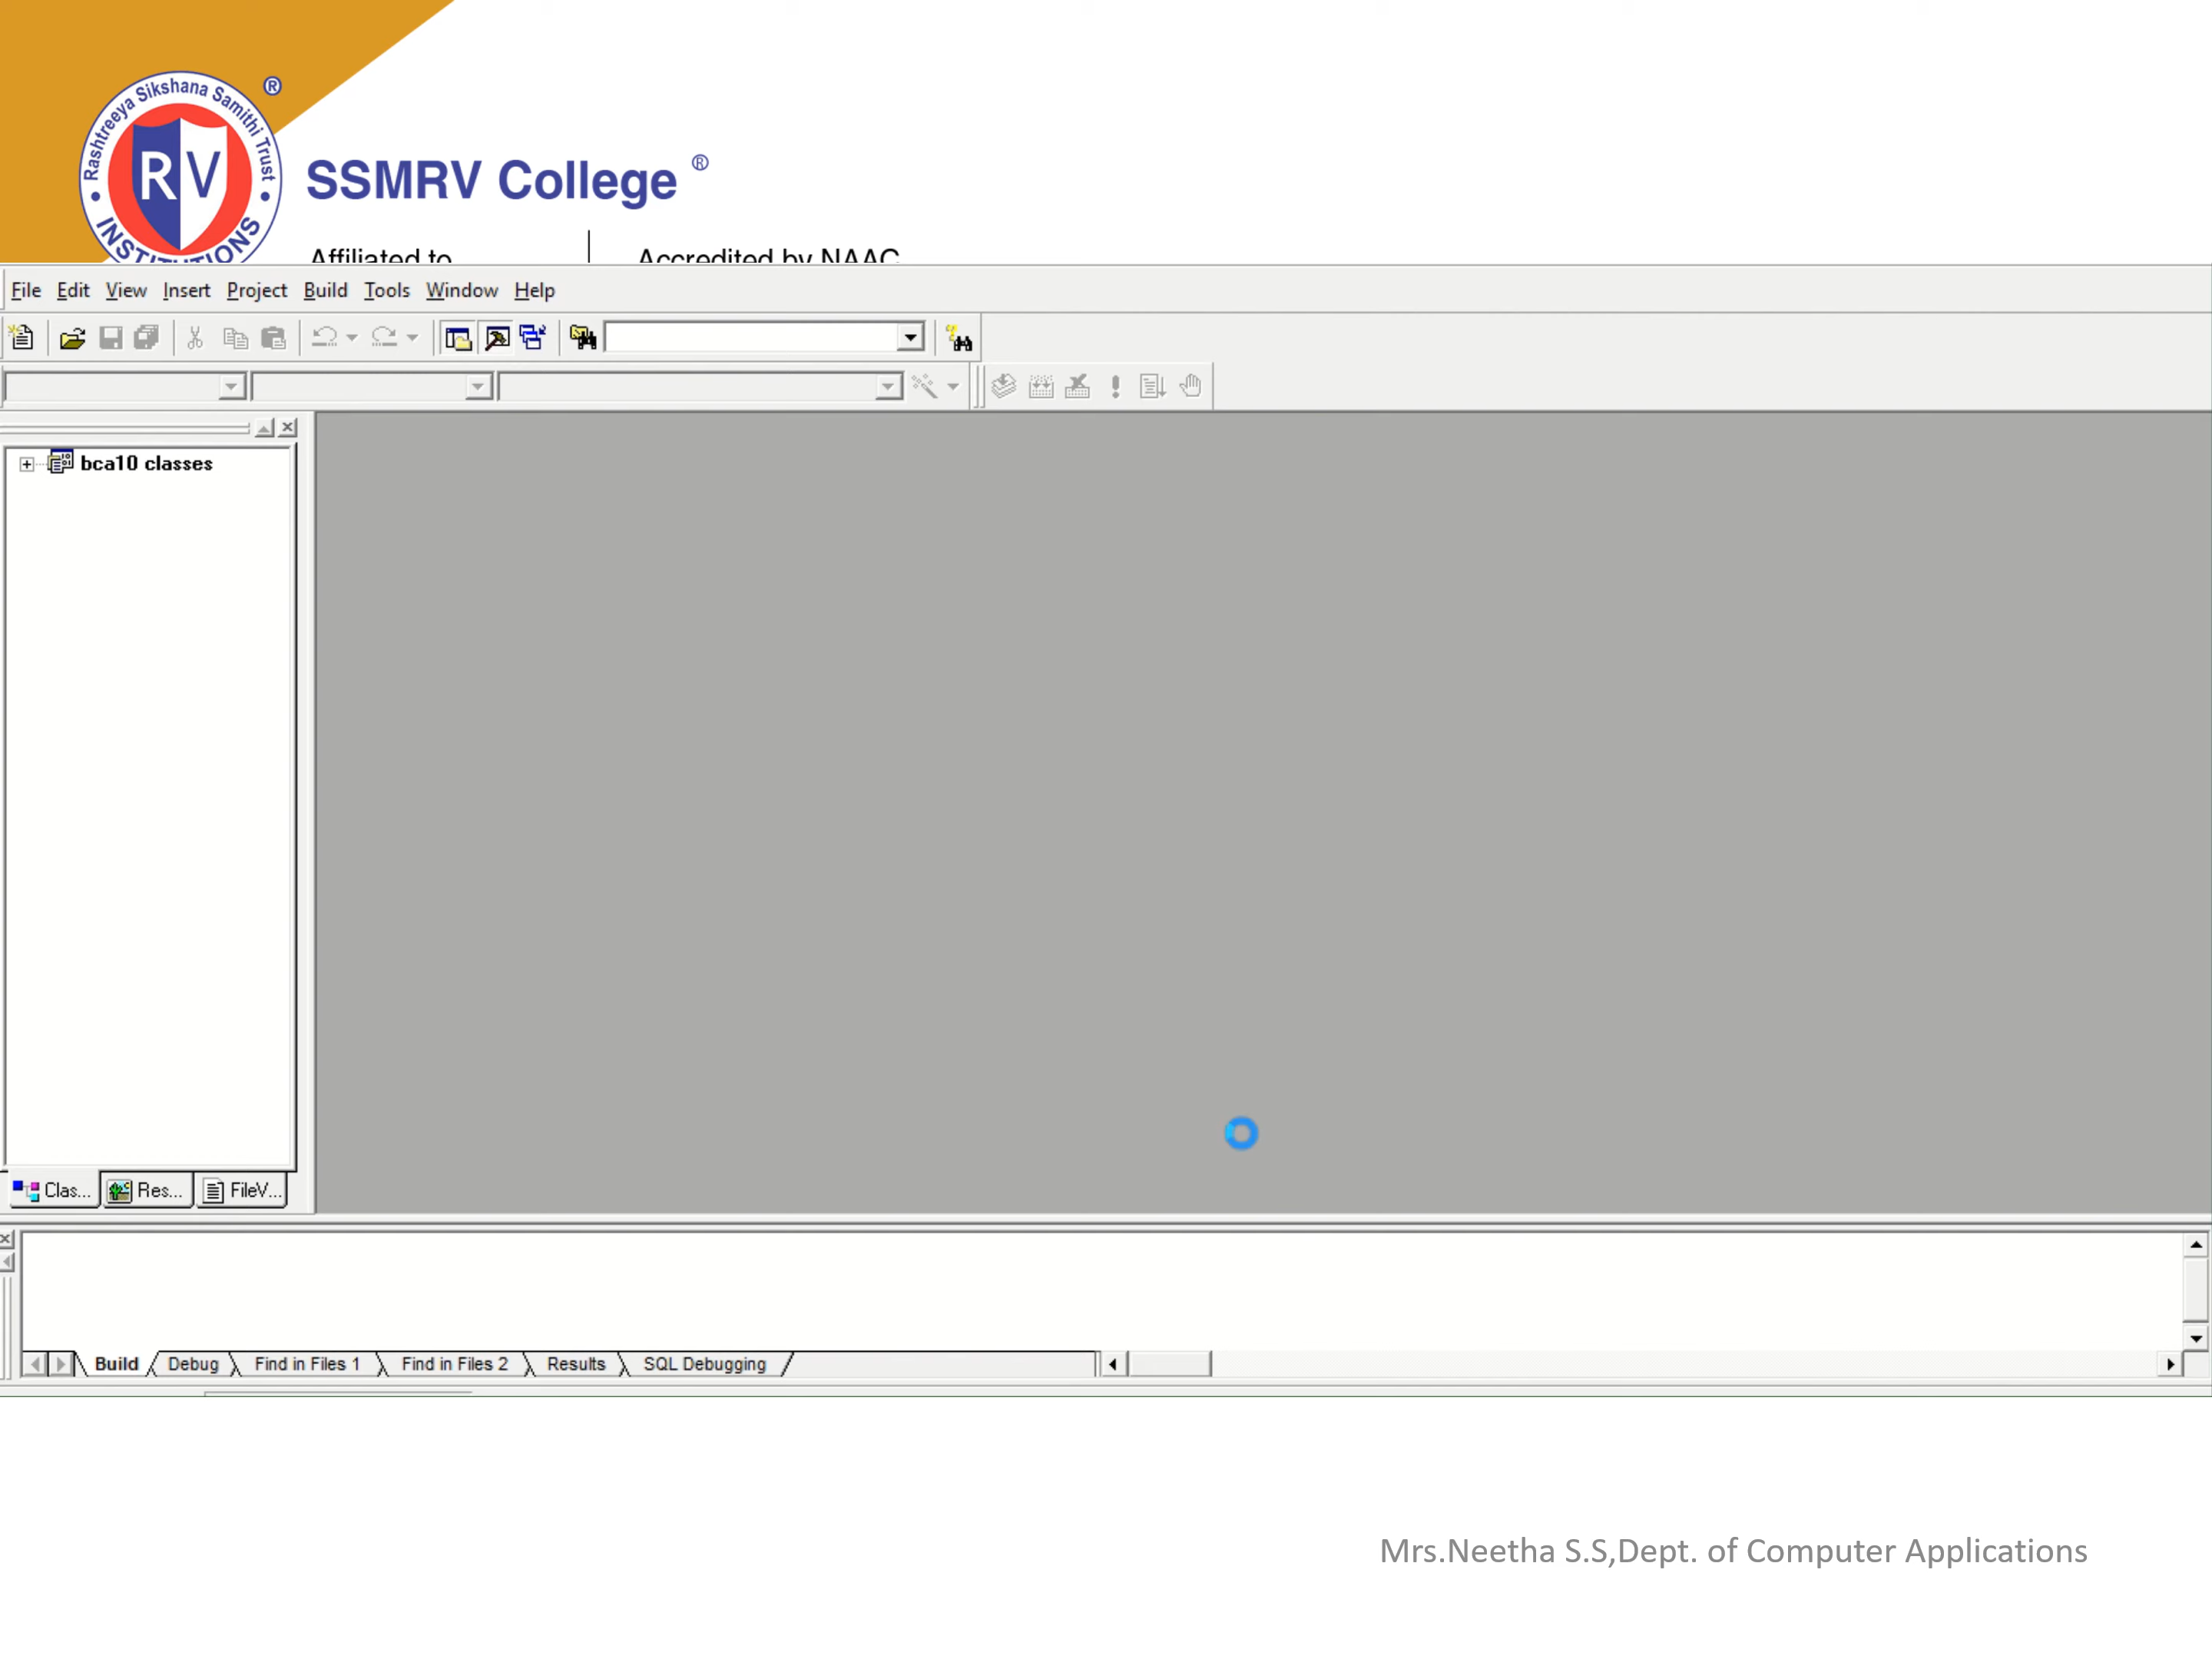 Rashtreeya Sikshana Samithi Trust
®
RV
INSTITUTIONS
SSMRV College ®
Affiliated to
Accredited by NAAC
File Edit View Insert Project Build Tools Window Help
bca10 classes
Clas... Res... FileV...
Build Debug Find in Files 1 Find in Files 2 Results SQL Debugging
Mrs.Neetha S.S,Dept. of Computer Applications